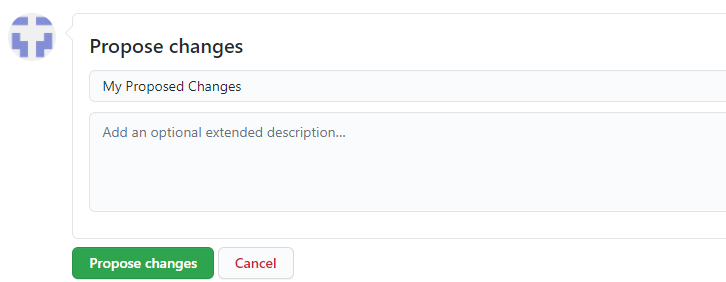 Propose changes
My Proposed Changes
Add an optional extended description...
Propose changes
Cancel